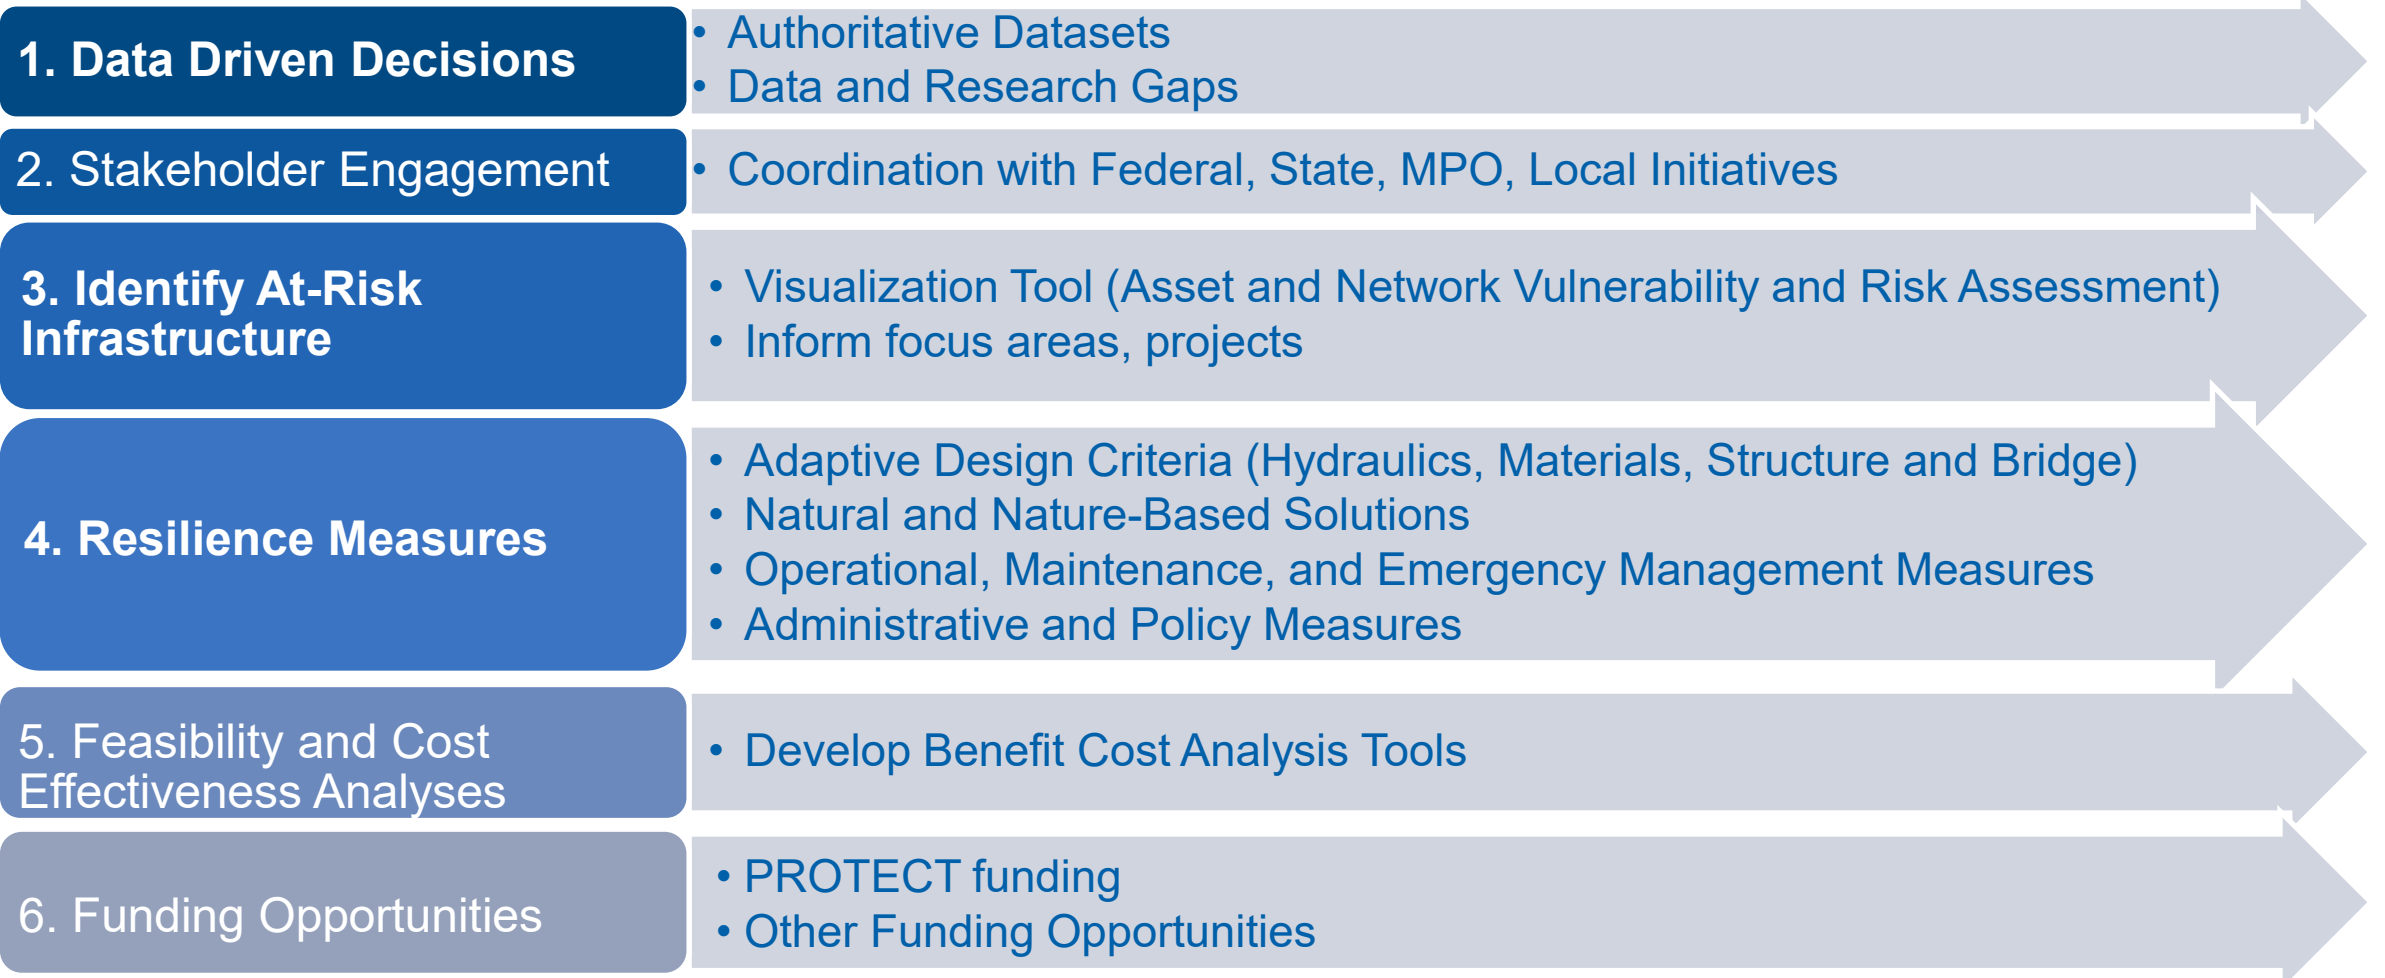 1. Data Driven Decisions
• Authoritative Datasets
• Data and Research Gaps
2. Stakeholder Engagement
• Coordination with Federal, State, MPO, Local Initiatives
3. Identify At-Risk
Infrastructure
• Visualization Tool (Asset and Network Vulnerability and Risk Assessment)
• Inform focus areas, projects
4. Resilience Measures
• Adaptive Design Criteria (Hydraulics, Materials, Structure and Bridge)
• Natural and Nature-Based Solutions
• Operational, Maintenance, and Emergency Management Measures
• Administrative and Policy Measures
5. Feasibility and Cost
Effectiveness Analyses
• Develop Benefit Cost Analysis Tools
6. Funding Opportunities
• PROTECT funding
• Other Funding Opportunities